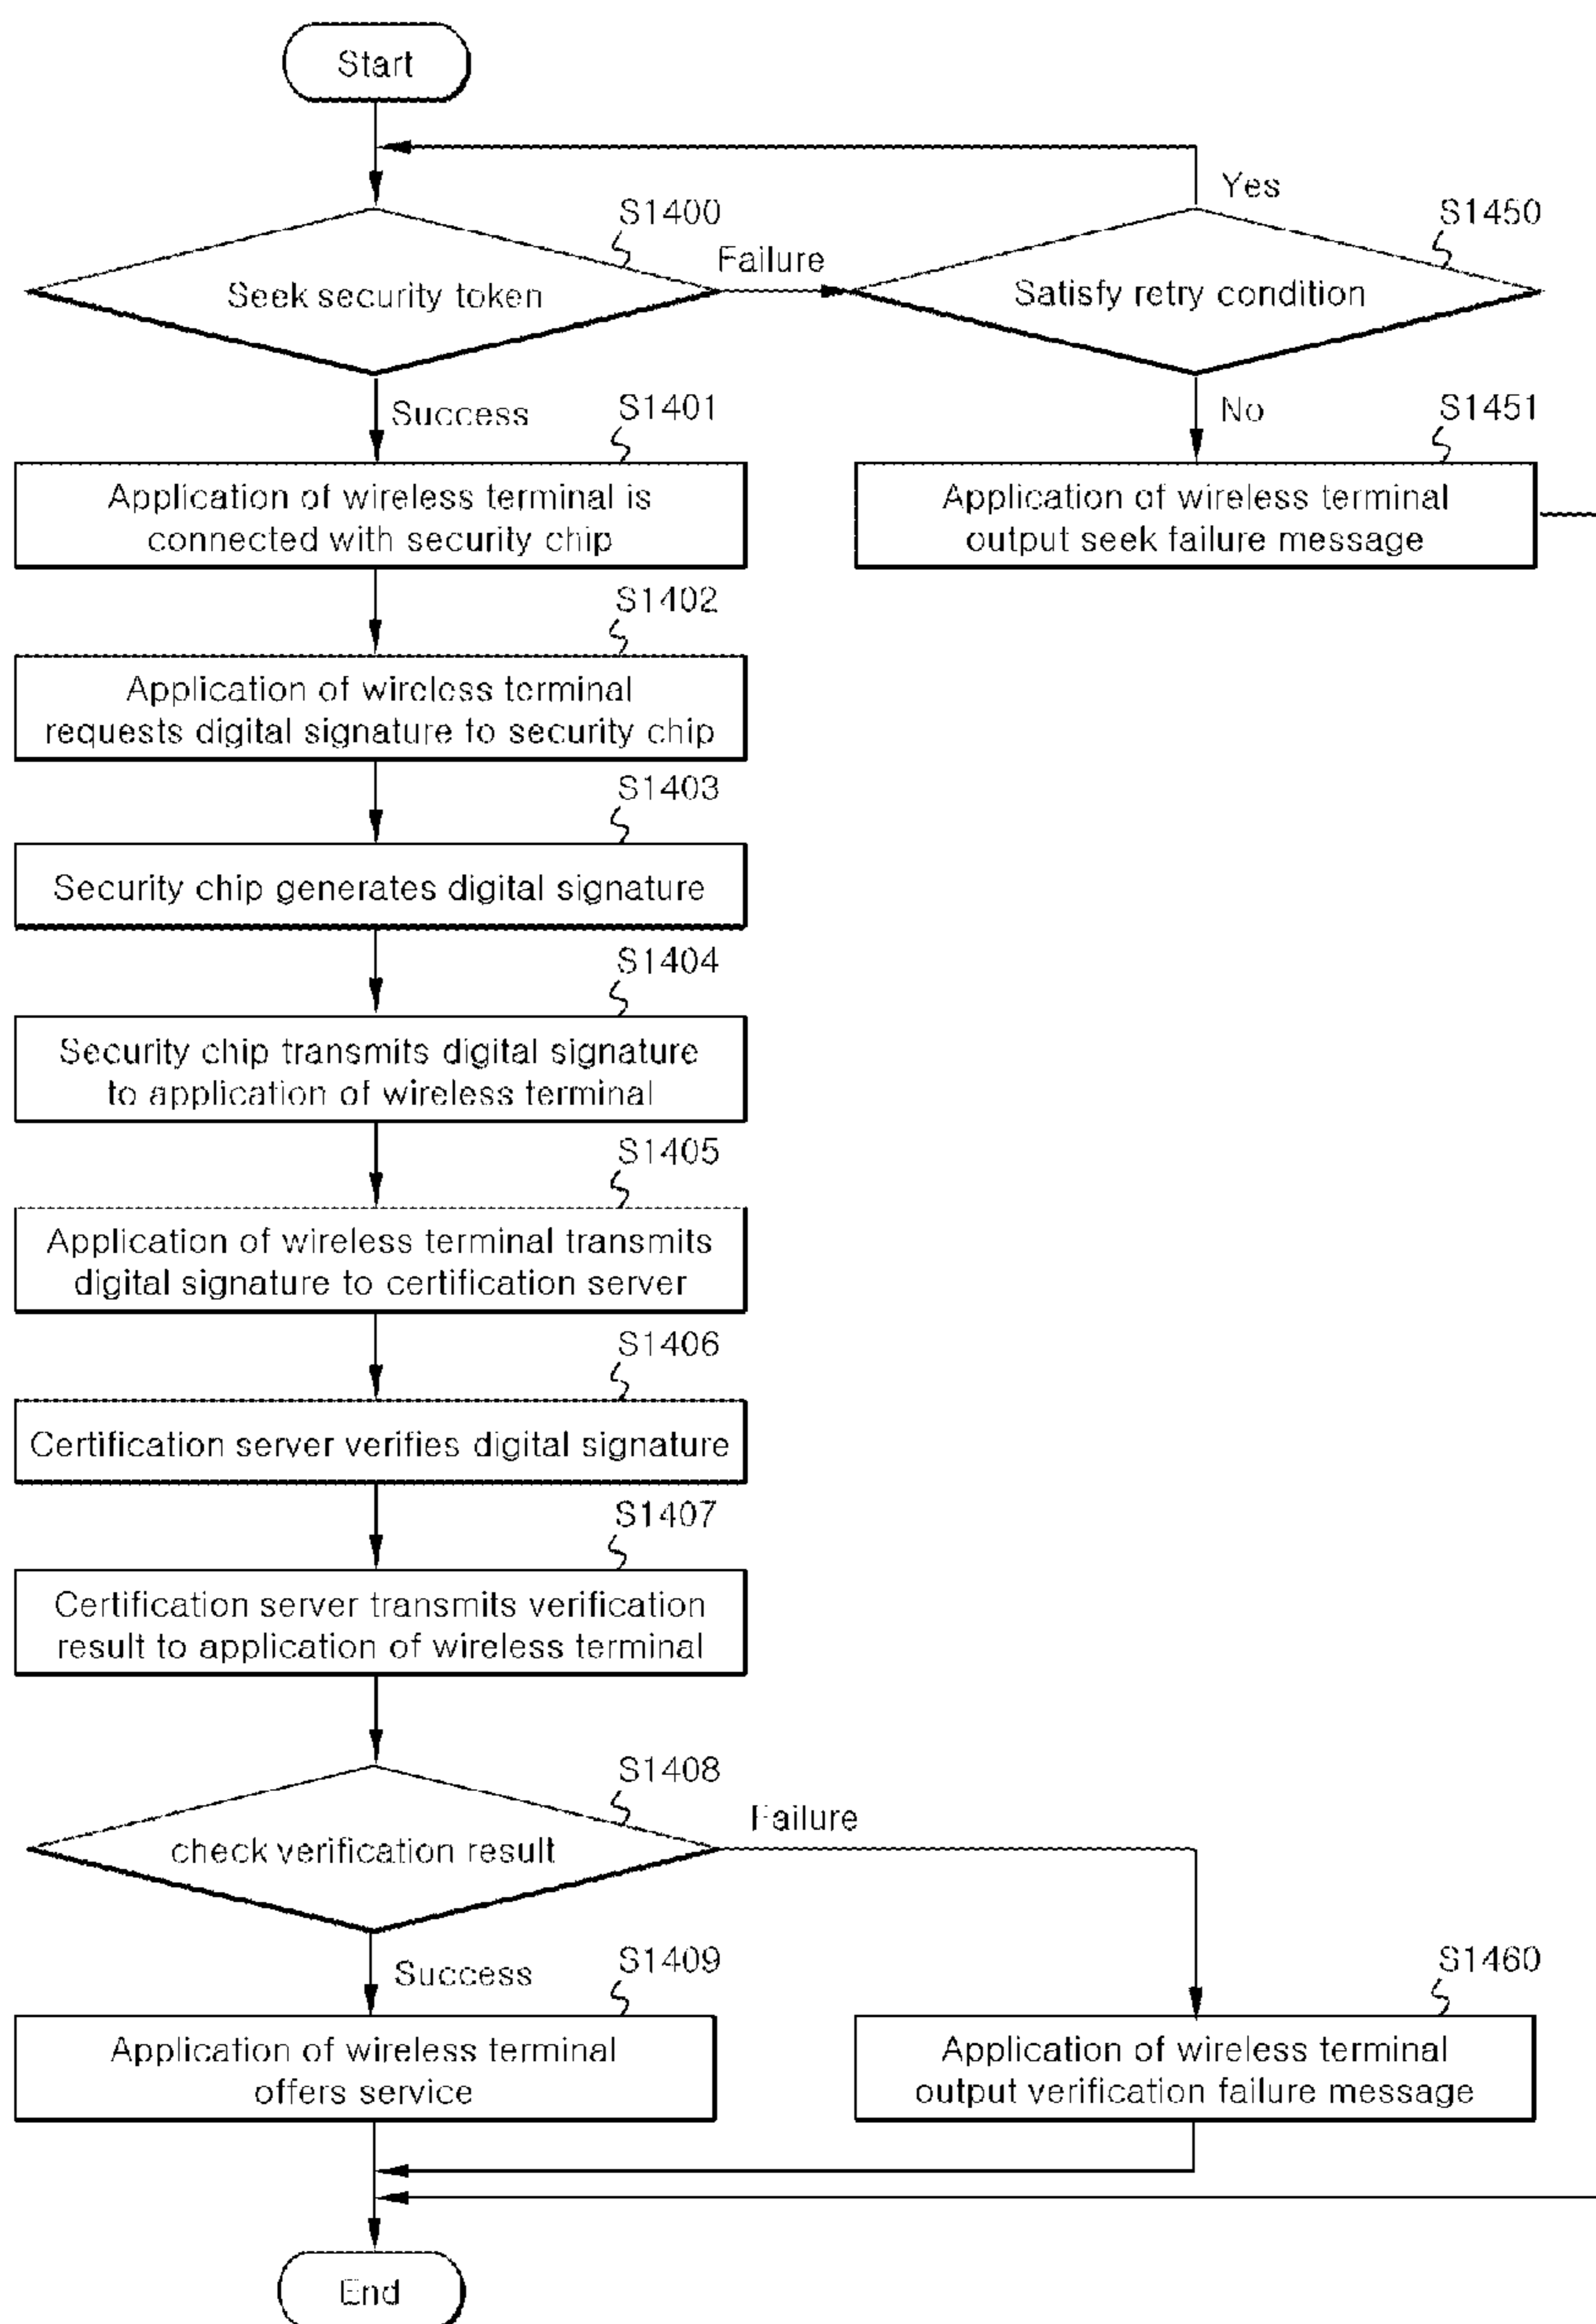 Start
Yes
S1400
S1450
Failure
Seek security token
Satisfy retry condition
Success
S1401
No
S1451
Application of wireless terminal is
connected with security chip
Application of wireless terminal
output seek failure message
S1402
Application of wireless terminal
requests digital signature to security chip
S1403
Security chip generates digital signature
S1404
Security chip transmits digital signature
to application of wireless terminal
S1405
Application of wireless terminal transmits
digital signature to certification server
S1406
Certification server verifies digital signature
S1407
Certification server transmits verification
result to application of wireless terminal
S1408
Failure
check verification result
Success
S1409
S1460
Application of wireless terminal
offers service
Application of wireless terminal
output verification failure message
End